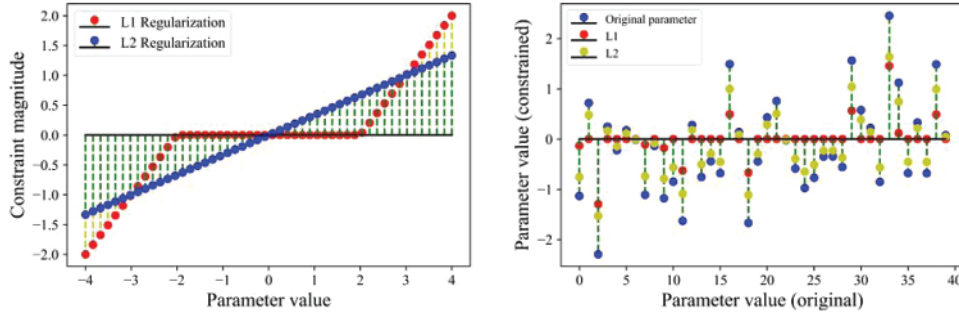 L1 Regularization
L2 Regularization
Constraint magnitude
2.0
1.5
1.0
0.5
0.0
−0.5
−1.0
−1.5
−2.0
−4 −3 −2 −1 0 1 2 3 4
Parameter value
Original parameter
L1
L2
Parameter value (constrained)
2
1
0
−1
−2
0 5 10 15 20 25 30 35 40
Parameter value (original)